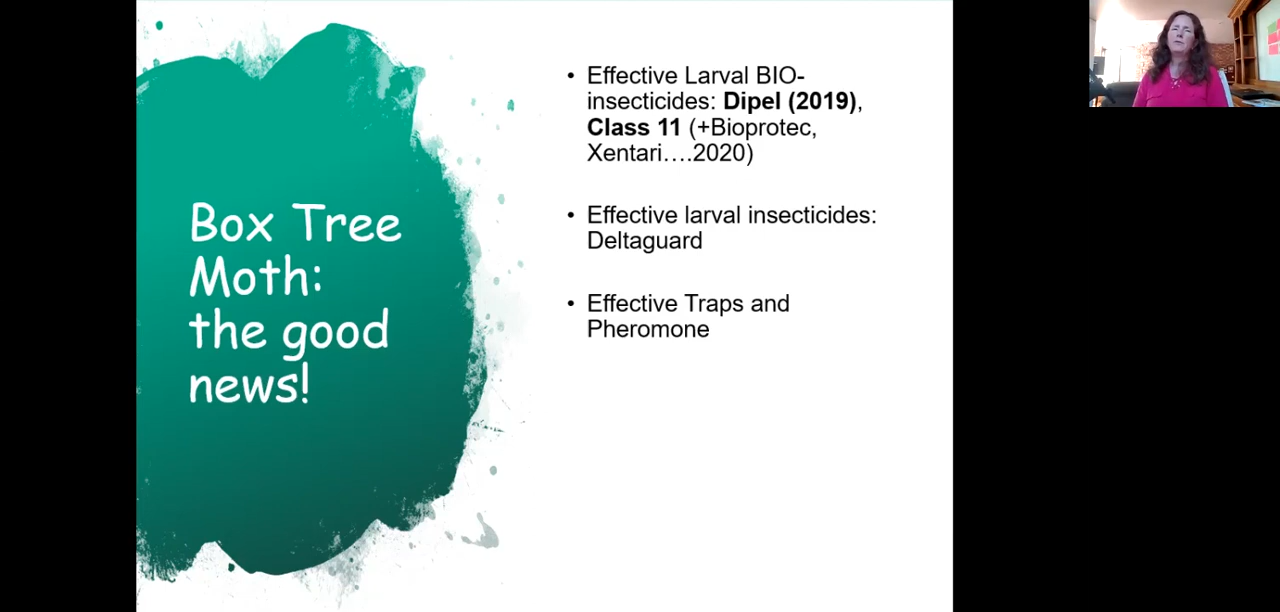 Box Tree
Moth:
the good
news!
• Effective Larval BIO-
insecticides: Dipel (2019),
Class 11 (+Bioprotec,
Xentari….2020)
• Effective larval insecticides:
Deltaguard
• Effective Traps and
Pheromone